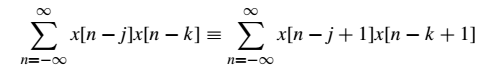 ∞ ∞
∑ x[n − j]x[n − k] ≡ ∑ x[n − j + 1]x[n − k + 1]
n=−∞ n=−∞